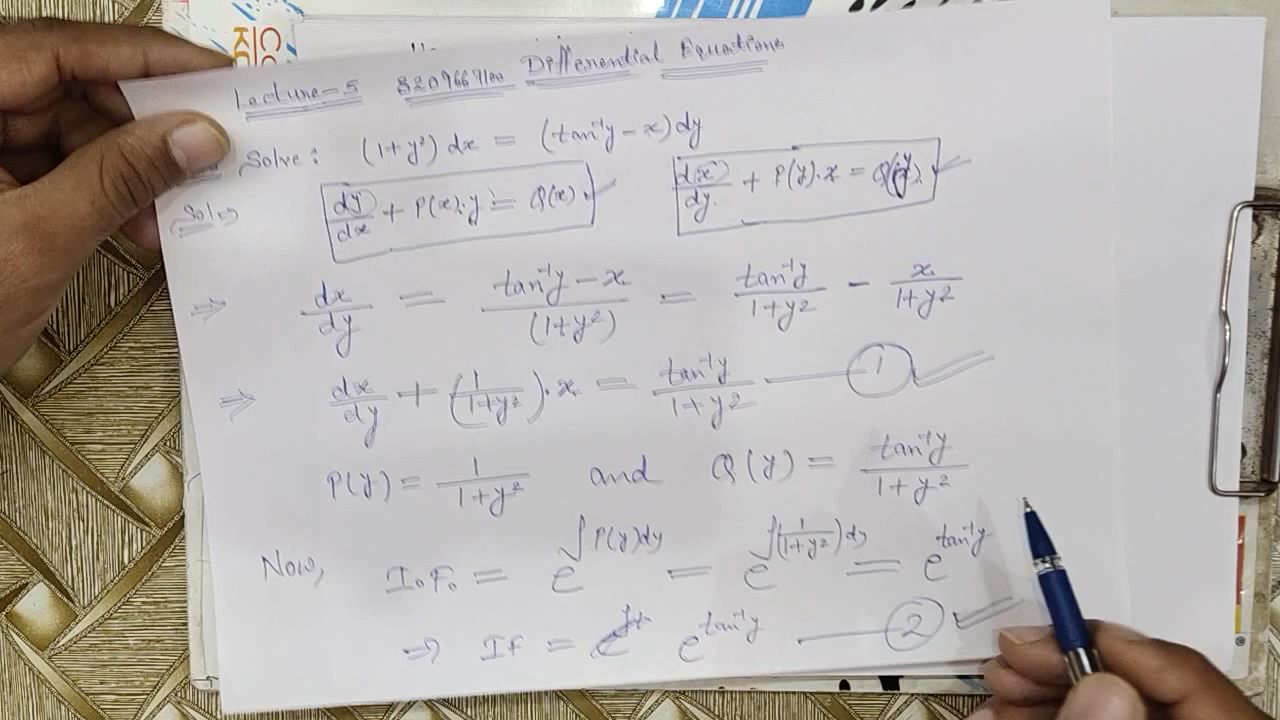 Lecture-5 8209667100 Differential Equations
Solve: (1+y²) dx = (tan⁻¹y - x) dy
Sol⇒ dy/dx + P(x).y = Q(x). dx/dy + P(y).x = Q(y).
⇒ dx/dy = tan⁻¹y - x/(1+y²) = tan⁻¹y/1+y² - x/1+y²
⇒ dx/dy + (1/1+y²).x = tan⁻¹y/1+y² — 1
P(y) = 1/1+y² and Q(y) = tan⁻¹y/1+y²
Now, I.F. = e^∫P(y)dy = e^∫(1/1+y²)dy = e^tan⁻¹y
⇒ IF = e^tan⁻¹y — 2